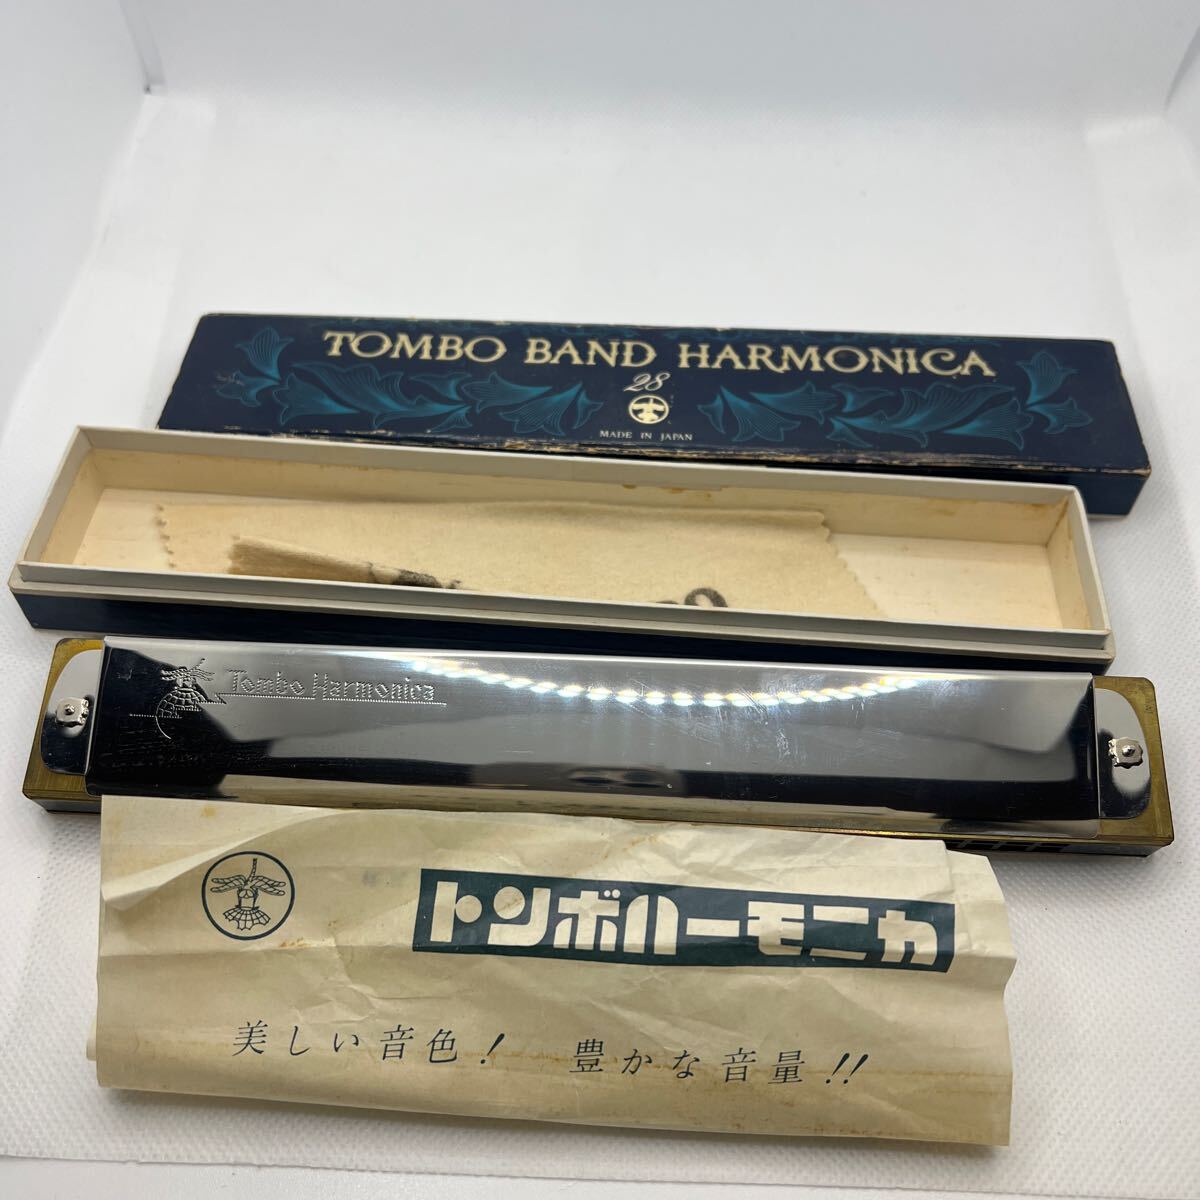 TOMBO BAND HARMONICA
28
MADE IN JAPAN
Tombo Harmonica
トンボハーモニカ
美しい音色! 豊かな音量!!